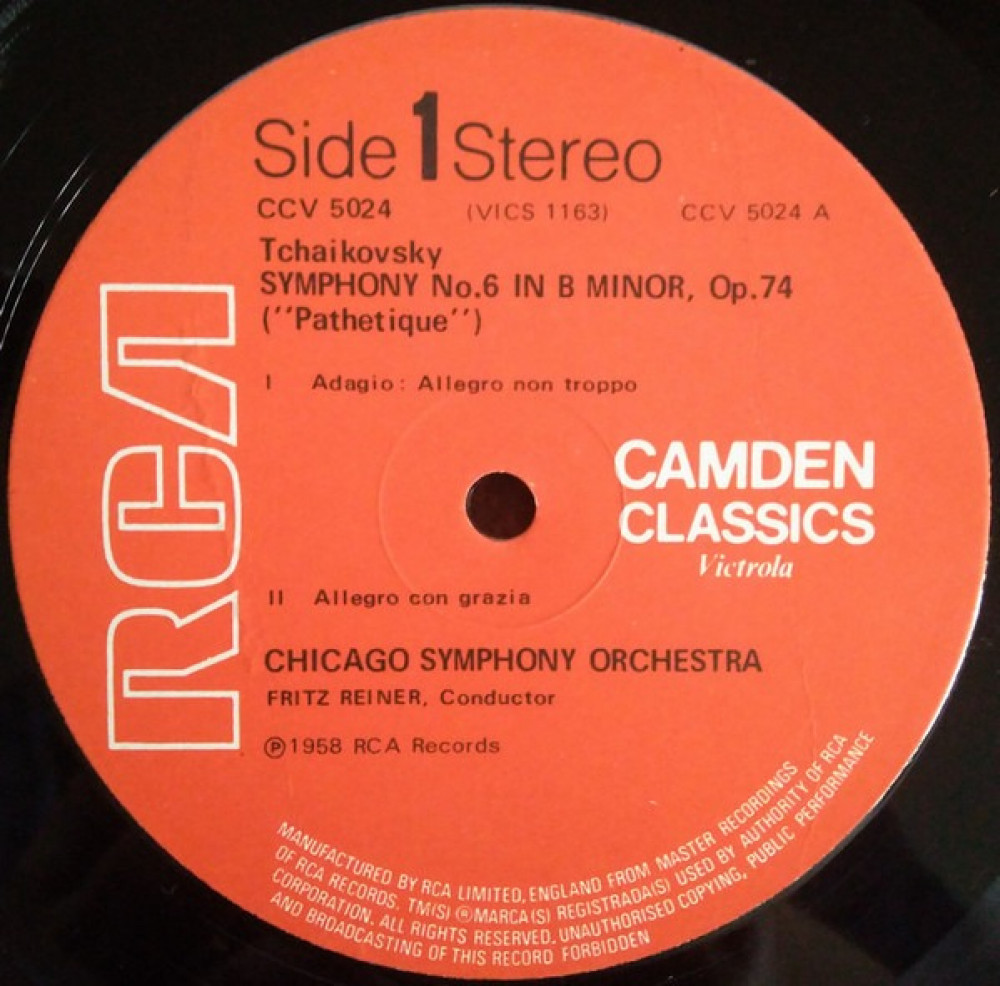 Side 1 Stereo
CCV 5024 (VICS 1163) CCV 5024 A
Tchaikovsky
SYMPHONY No.6 IN B MINOR, Op.74
(''Pathetique'')
I Adagio : Allegro non troppo
RCA
CAMDEN
CLASSICS
Victrola
II Allegro con grazia
CHICAGO SYMPHONY ORCHESTRA
FRITZ REINER, Conductor
℗1958 RCA Records
MANUFACTURED BY RCA LIMITED, ENGLAND FROM MASTER RECORDINGS
OF RCA RECORDS. TM(S) ®MARCA(S) REGISTRADA(S) USED BY AUTHORITY OF RCA
CORPORATION. ALL RIGHTS RESERVED. UNAUTHORISED COPYING, PUBLIC PERFORMANCE
AND BROADCASTING OF THIS RECORD FORBIDDEN